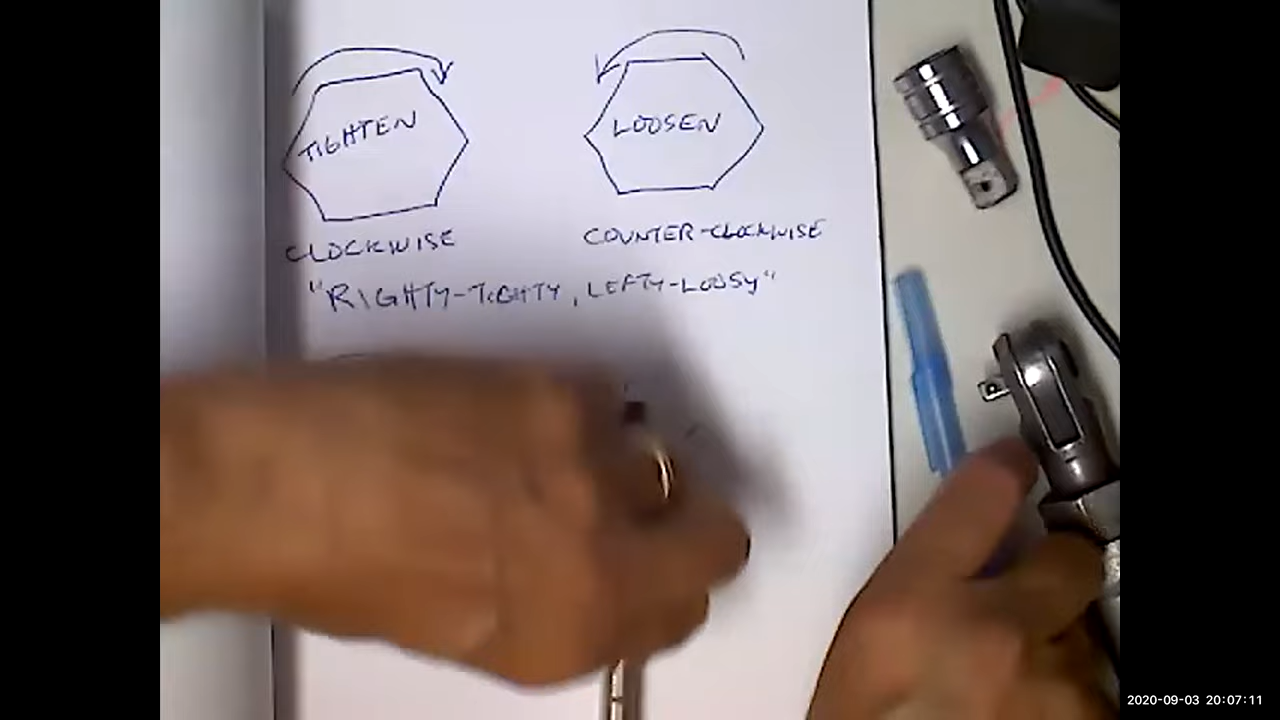 TIGHTEN
LOOSEN
CLOCKWISE
COUNTER-CLOCKWISE
"RIGHTY-TIGHTY, LEFTY-LOOSY"
2020-09-03 20:07:11